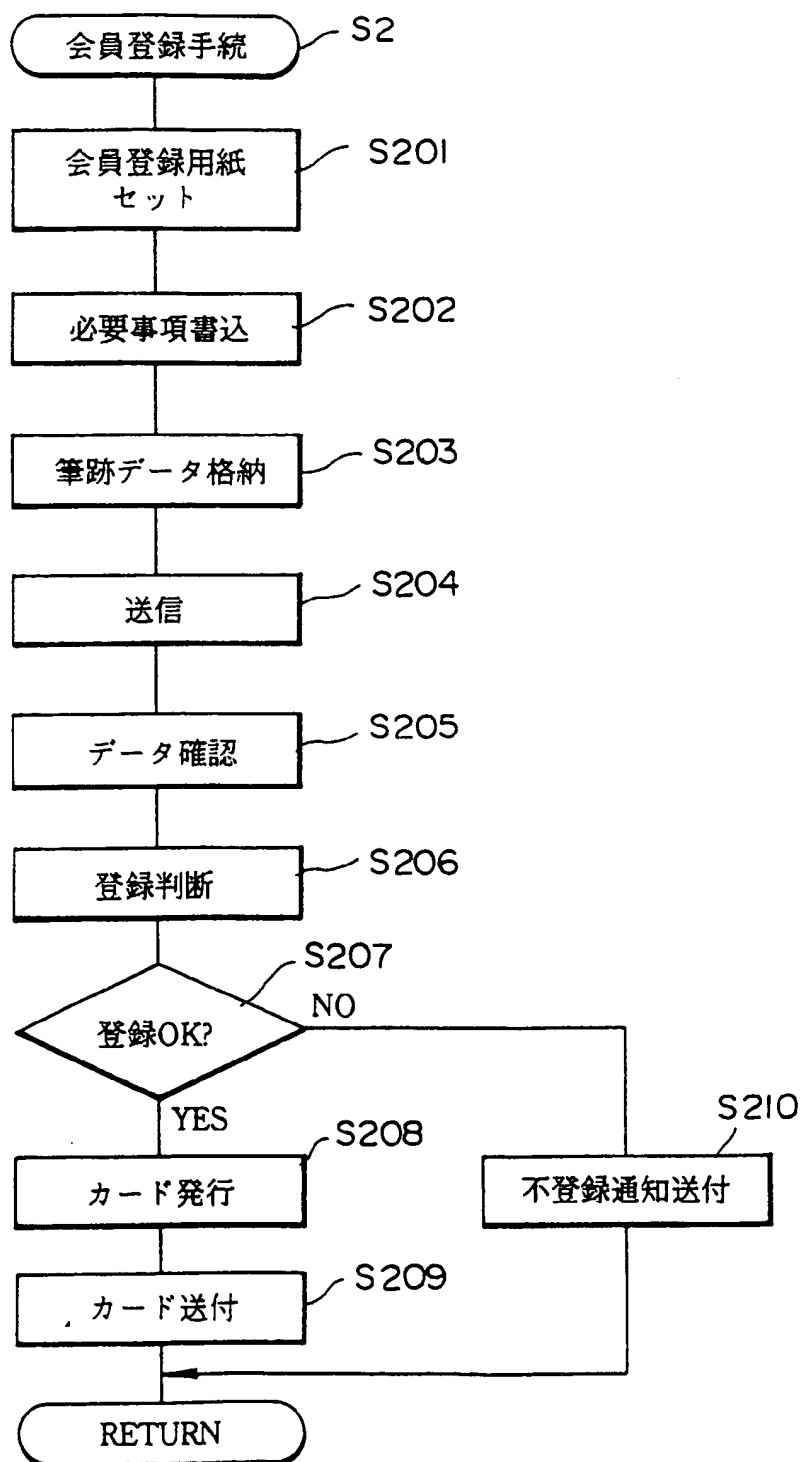 会員登録手続
S2
会員登録用紙
セット
S201
必要事項書込
S202
筆跡データ格納
S203
送信
S204
データ確認
S205
登録判断
S206
S207
登録OK?
NO
YES
カード発行
S208
不登録通知送付
S210
カード送付
S209
RETURN